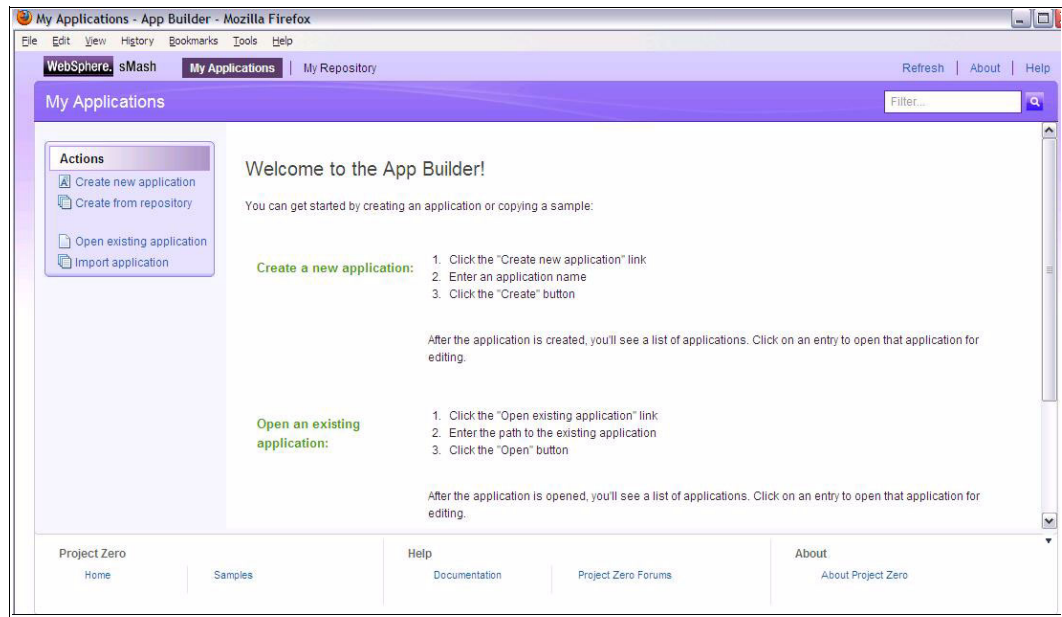 My Applications - App Builder - Mozilla Firefox
File Edit View History Bookmarks Tools Help
WebSphere. sMash My Applications | My Repository Refresh | About | Help
My Applications Filter...
Actions
Create new application
Create from repository
Open existing application
Import application
Welcome to the App Builder!
You can get started by creating an application or copying a sample:
Create a new application:
1. Click the "Create new application" link
2. Enter an application name
3. Click the "Create" button
After the application is created, you'll see a list of applications. Click on an entry to open that application for
editing.
Open an existing
application:
1. Click the "Open existing application" link
2. Enter the path to the existing application
3. Click the "Open" button
After the application is opened, you'll see a list of applications. Click on an entry to open that application for
editing.
Project Zero
Home Samples
Help
Documentation Project Zero Forums
About
About Project Zero